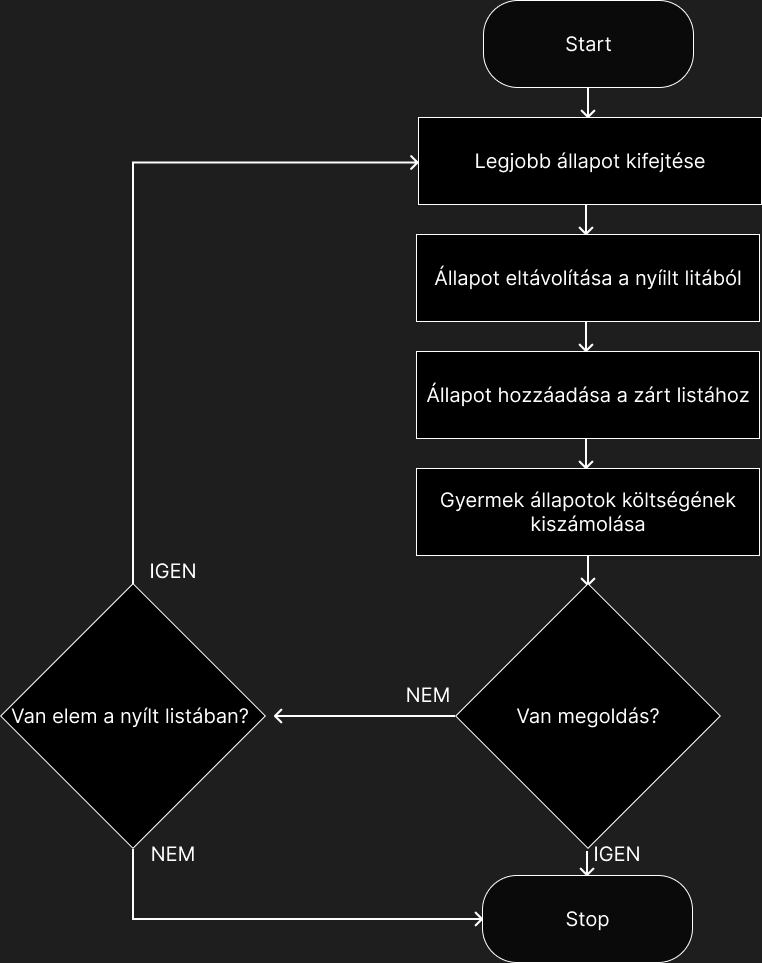 Start
Legjobb állapot kifejtése
Állapot eltávolítása a nyíilt litából
Állapot hozzáadása a zárt listához
Gyermek állapotok költségének
kiszámolása
IGEN
Van elem a nyílt listában?
NEM
Van megoldás?
NEM
IGEN
Stop